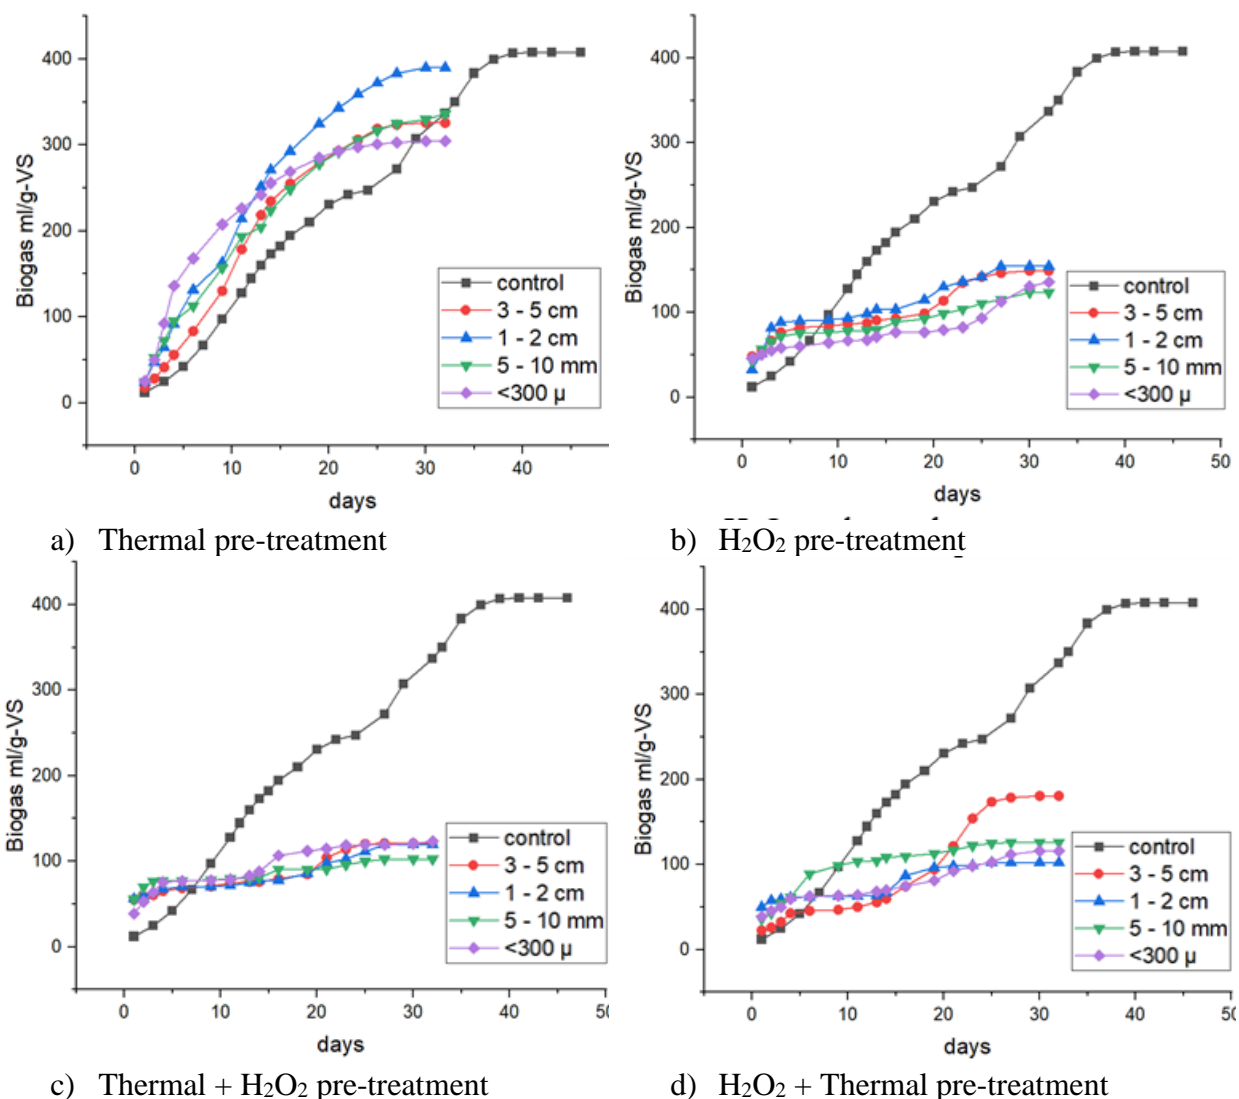 400
300
200
100
0
Biogas ml/g-VS
control
3 - 5 cm
1 - 2 cm
5 - 10 mm
<300 µ
0 10 20 30 40
days
a) Thermal pre-treatment
400
300
200
100
0
Biogas ml/g-VS
control
3 - 5 cm
1 - 2 cm
5 - 10 mm
<300 µ
0 10 20 30 40 50
days
b) H₂O₂ pre-treatment
400
300
200
100
0
Biogas ml/g-VS
control
3 - 5 cm
1 - 2 cm
5 - 10 mm
<300 µ
0 10 20 30 40
days
c) Thermal + H₂O₂ pre-treatment
400
300
200
100
0
Biogas ml/g-VS
control
3 - 5 cm
1 - 2 cm
5 - 10 mm
<300 µ
0 10 20 30 40
days
d) H₂O₂ + Thermal pre-treatment